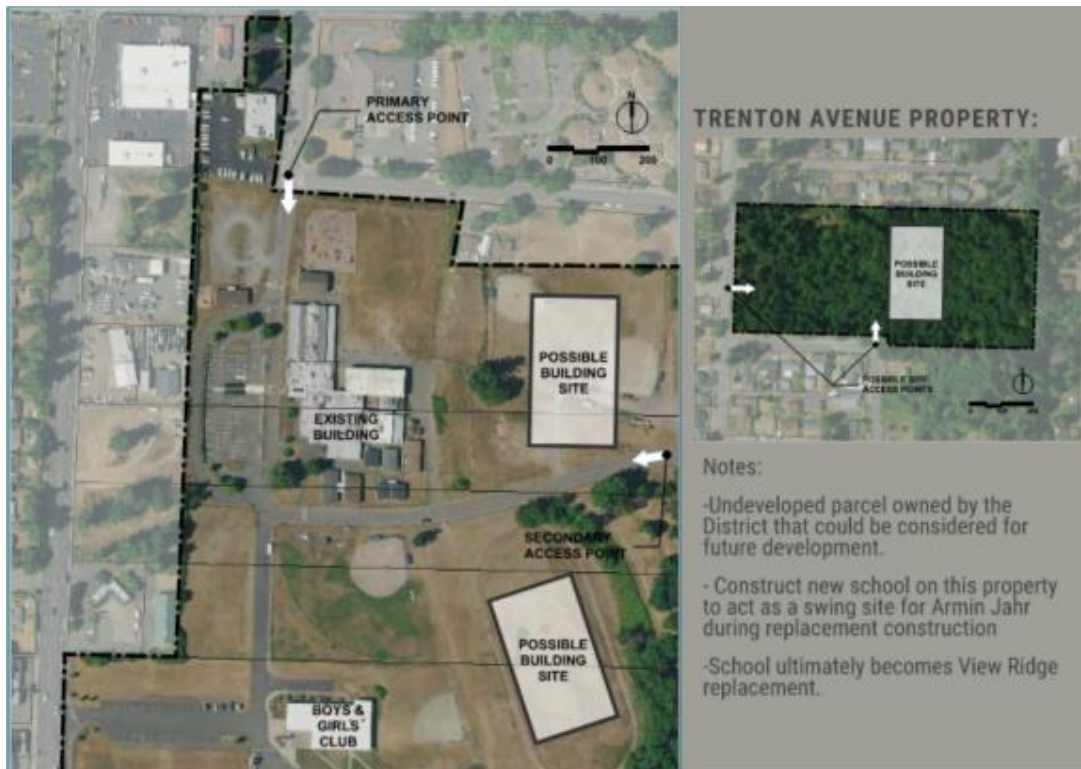 PRIMARY
ACCESS POINT
N
0 100 200
POSSIBLE
BUILDING
SITE
EXISTING
BUILDING
SECONDARY
ACCESS POINT
POSSIBLE
BUILDING
SITE
BOYS &
GIRLS
CLUB
TRENTON AVENUE PROPERTY:
POSSIBLE
BUILDING
SITE
POSSIBLE SITE
ACCESS POINTS
Notes:
-Undeveloped parcel owned by the
District that could be considered for
future development.
- Construct new school on this property
to act as a swing site for Armin Jahr
during replacement construction
-School ultimately becomes View Ridge
replacement.